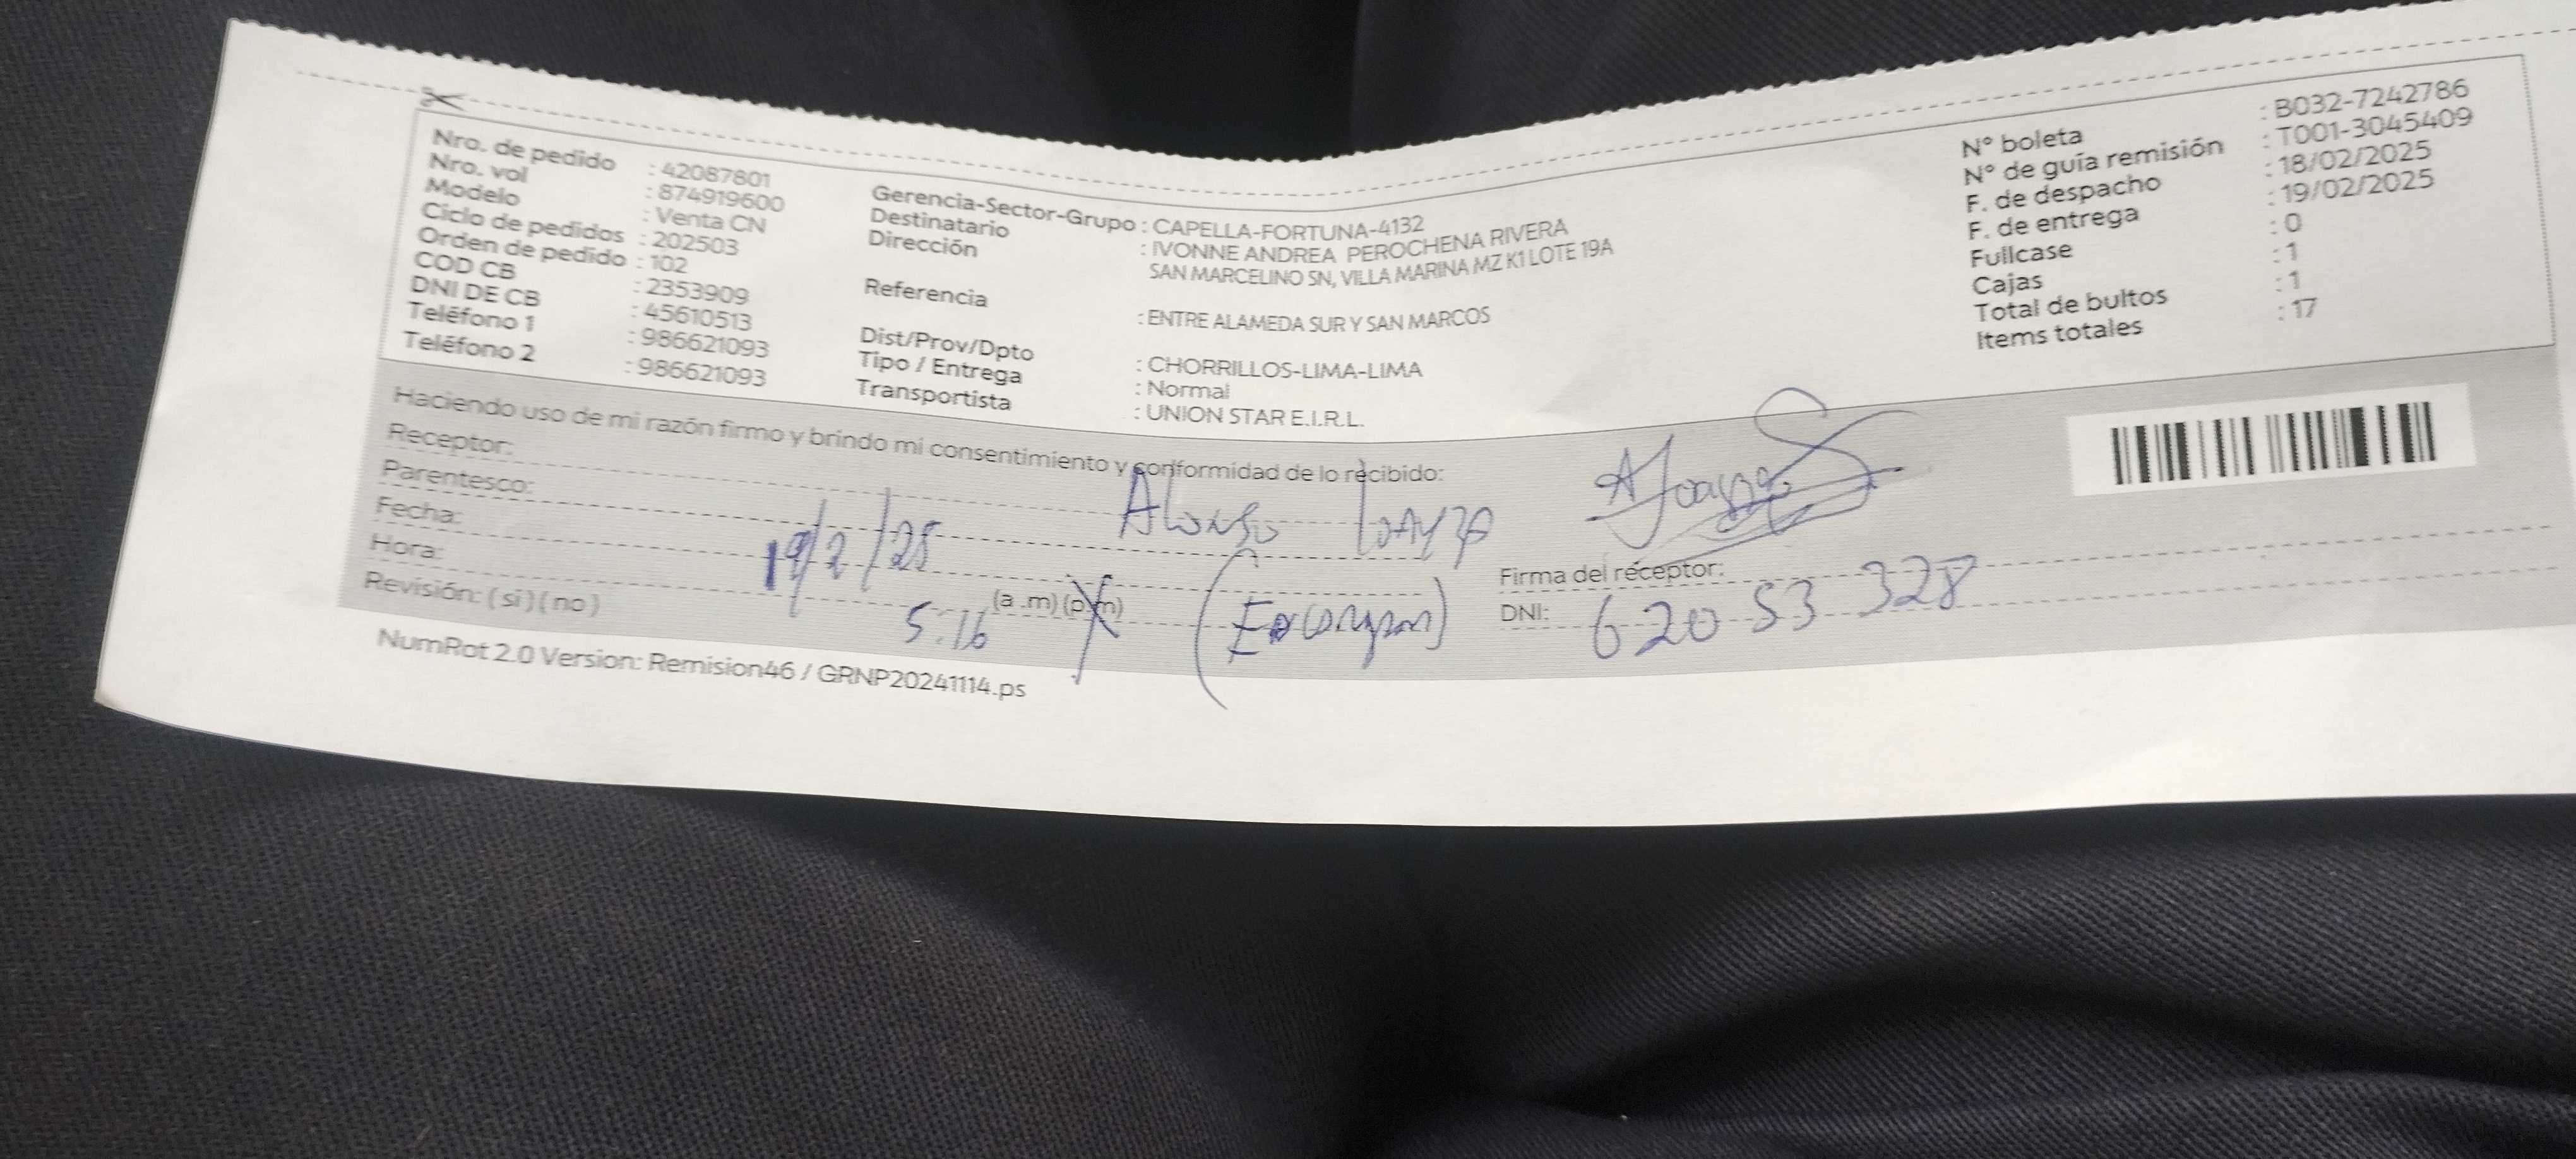 Nro. de pedido : 42087801
Nro. vol : 874919600
Modelo : Venta CN
Ciclo de pedidos : 202503
Orden de pedido : 102
COD CB : 2353909
DNI DE CB : 45610513
Teléfono 1 : 986621093
Teléfono 2 : 986621093
Gerencia-Sector-Grupo : CAPELLA-FORTUNA-4132
Destinatario : IVONNE ANDREA PEROCHENA RIVERA
Dirección SAN MARCELINO SN, VILLA MARINA MZ K1 LOTE 19A
Referencia : ENTRE ALAMEDA SUR Y SAN MARCOS
Dist/Prov/Dpto : CHORRILLOS-LIMA-LIMA
Tipo / Entrega : Normal
Transportista : UNION STAR E.I.R.L.
N° boleta : B032-7242786
N° de guía remisión : T001-3045409
F. de despacho : 18/02/2025
F. de entrega : 19/02/2025
Fullcase : 0
Cajas : 1
Total de bultos : 1
Items totales : 17
Haciendo uso de mi razón firmo y brindo mi consentimiento y conformidad de lo recibido:
Receptor: Alonso Loayza
Parentesco:
Fecha: 19/2/25
Hora: 5:16 (a.m) (p.m)
Revisión: (si) (no)
Firma del receptor:
DNI: 62053328
NumRot 2.0 Version: Remision46 / GRNP20241114.ps